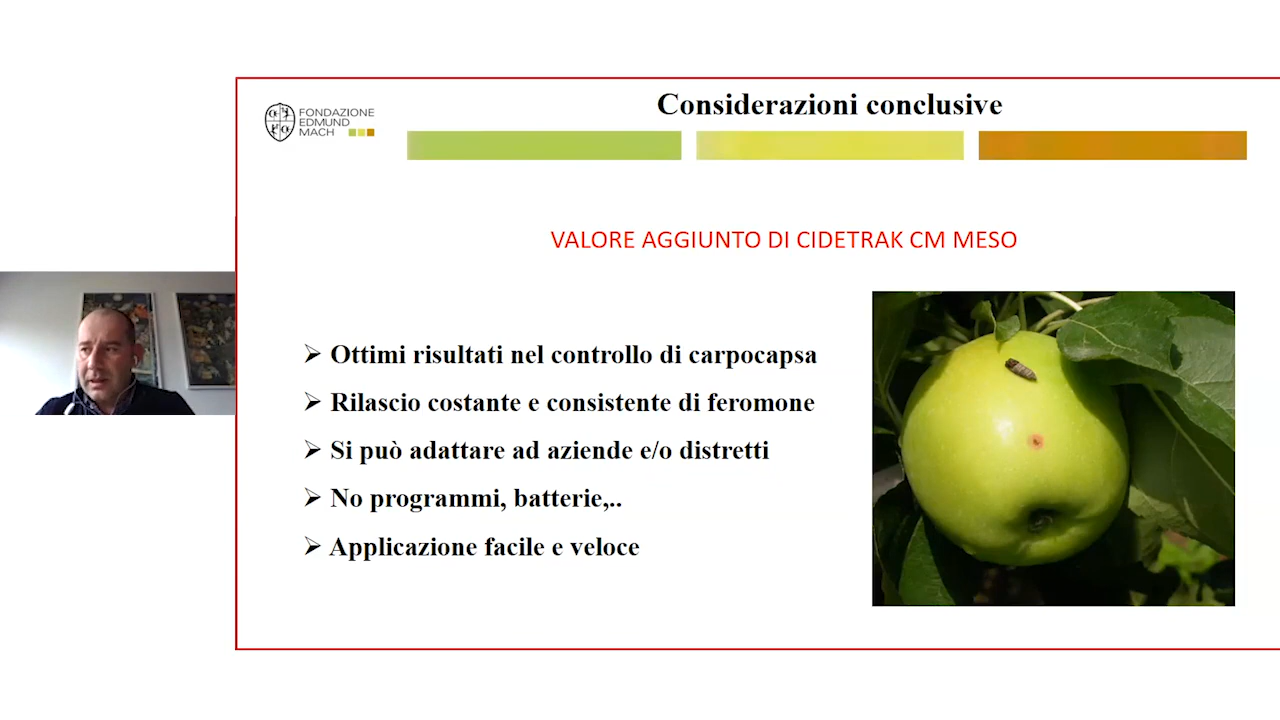 FONDAZIONE
EDMUND
MACH
Considerazioni conclusive
VALORE AGGIUNTO DI CIDETRAK CM MESO
Ottimi risultati nel controllo di carpocapsa
Rilascio costante e consistente di feromone
Si può adattare ad aziende e/o distretti
No programmi, batterie,..
Applicazione facile e veloce